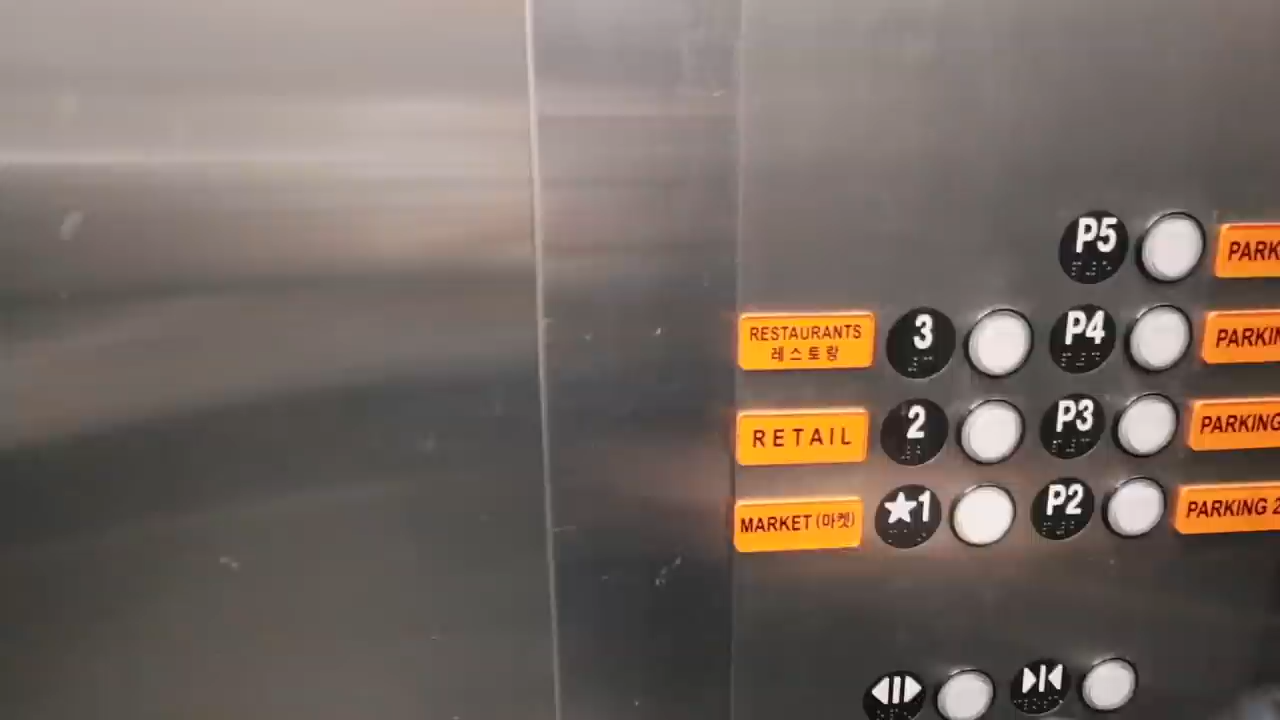 P5
PARK
RESTAURANTS
레스토랑
3
P4
PARKIN
RETAIL
2
P3
PARKING
MARKET (마켓)
★1
P2
PARKING 2